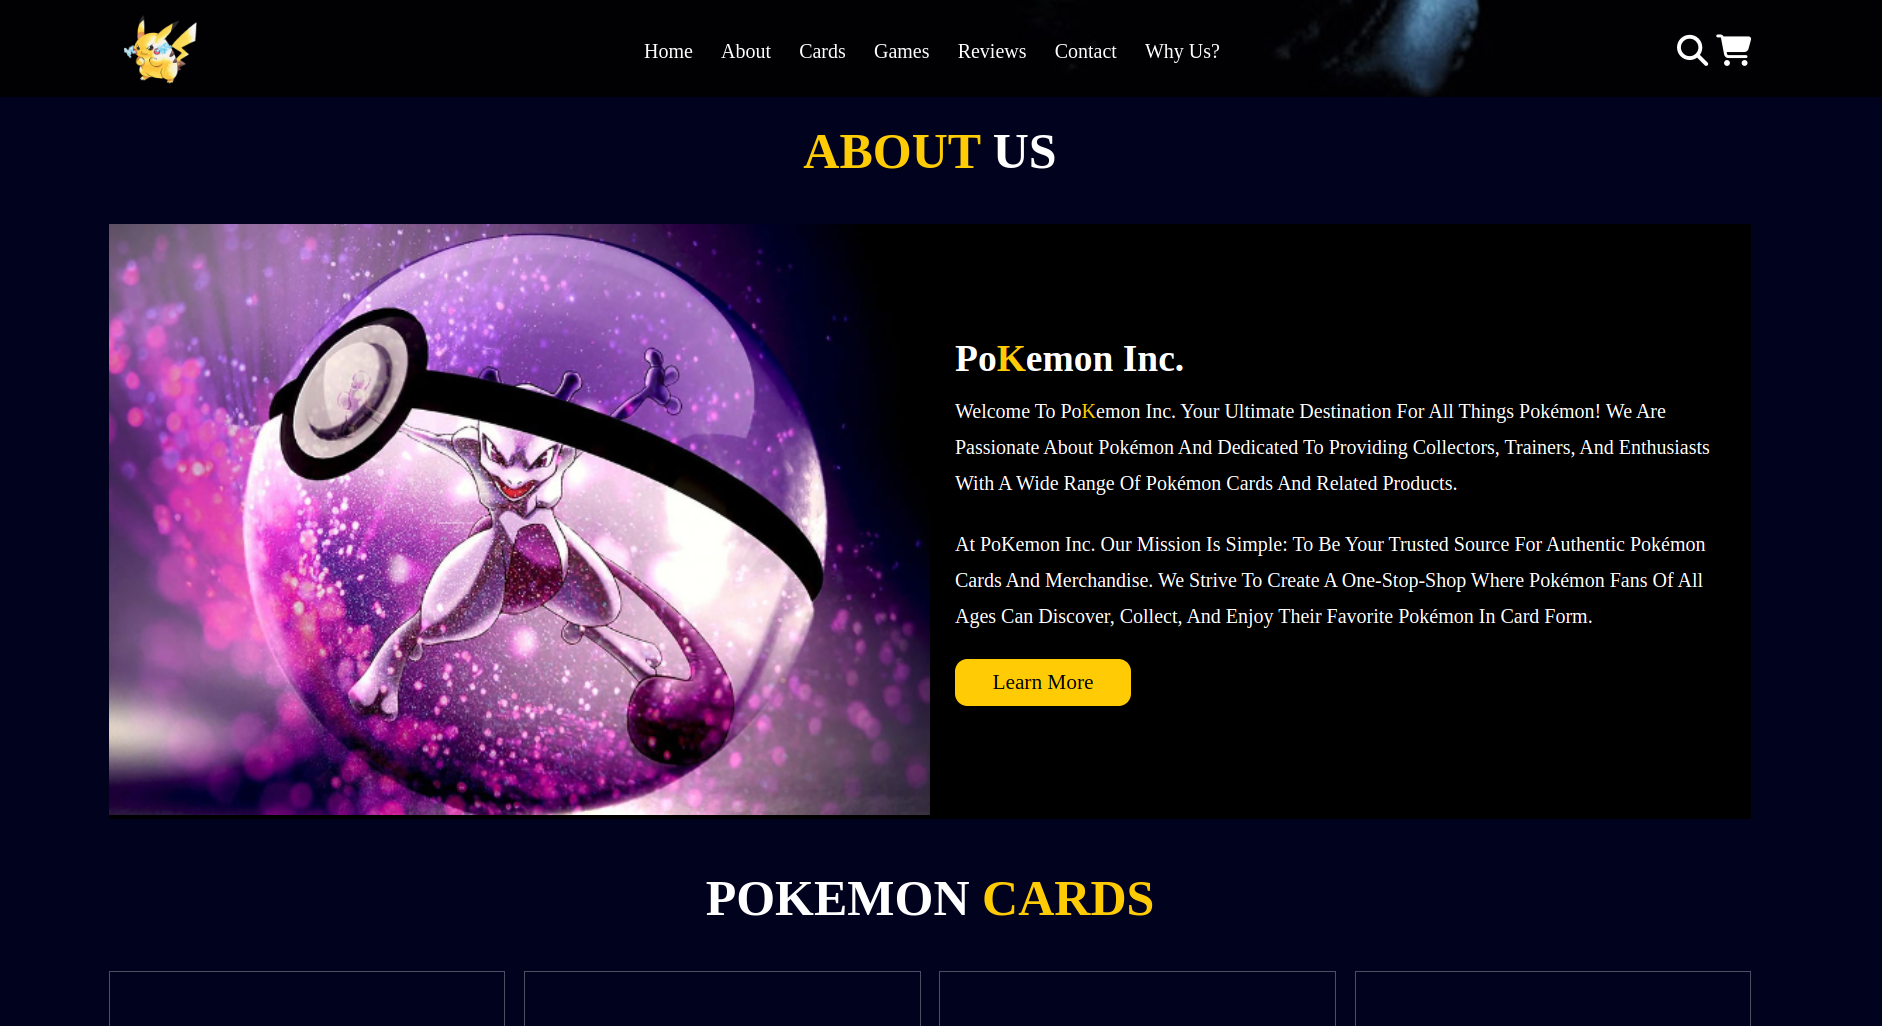 Home About Cards Games Reviews Contact Why Us?
ABOUT US
PoKemon Inc.
Welcome To PoKemon Inc. Your Ultimate Destination For All Things Pokémon! We Are
Passionate About Pokémon And Dedicated To Providing Collectors, Trainers, And Enthusiasts
With A Wide Range Of Pokémon Cards And Related Products.
At PoKemon Inc. Our Mission Is Simple: To Be Your Trusted Source For Authentic Pokémon
Cards And Merchandise. We Strive To Create A One-Stop-Shop Where Pokémon Fans Of All
Ages Can Discover, Collect, And Enjoy Their Favorite Pokémon In Card Form.
Learn More
POKEMON CARDS